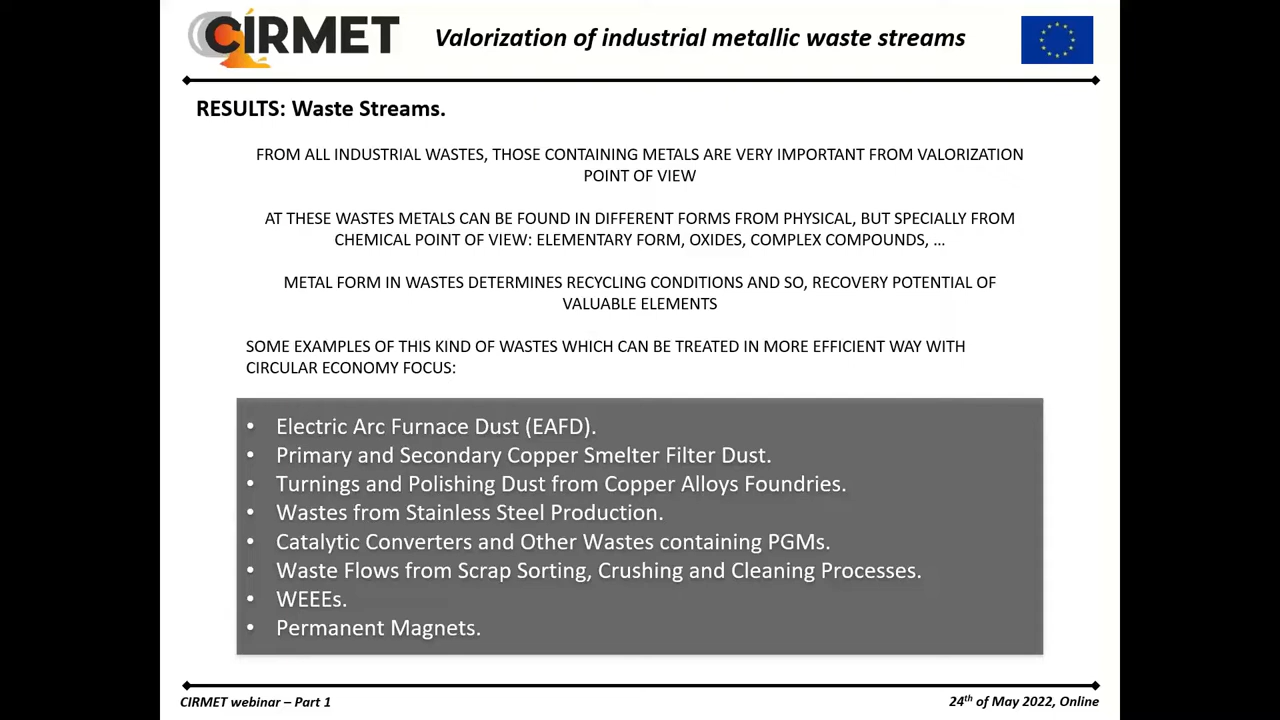 CIRMET
Valorization of industrial metallic waste streams
RESULTS: Waste Streams.
FROM ALL INDUSTRIAL WASTES, THOSE CONTAINING METALS ARE VERY IMPORTANT FROM VALORIZATION
POINT OF VIEW
AT THESE WASTES METALS CAN BE FOUND IN DIFFERENT FORMS FROM PHYSICAL, BUT SPECIALLY FROM
CHEMICAL POINT OF VIEW: ELEMENTARY FORM, OXIDES, COMPLEX COMPOUNDS, …
METAL FORM IN WASTES DETERMINES RECYCLING CONDITIONS AND SO, RECOVERY POTENTIAL OF
VALUABLE ELEMENTS
SOME EXAMPLES OF THIS KIND OF WASTES WHICH CAN BE TREATED IN MORE EFFICIENT WAY WITH
CIRCULAR ECONOMY FOCUS:
• Electric Arc Furnace Dust (EAFD).
• Primary and Secondary Copper Smelter Filter Dust.
• Turnings and Polishing Dust from Copper Alloys Foundries.
• Wastes from Stainless Steel Production.
• Catalytic Converters and Other Wastes containing PGMs.
• Waste Flows from Scrap Sorting, Crushing and Cleaning Processes.
• WEEEs.
• Permanent Magnets.
CIRMET webinar – Part 1
24th of May 2022, Online